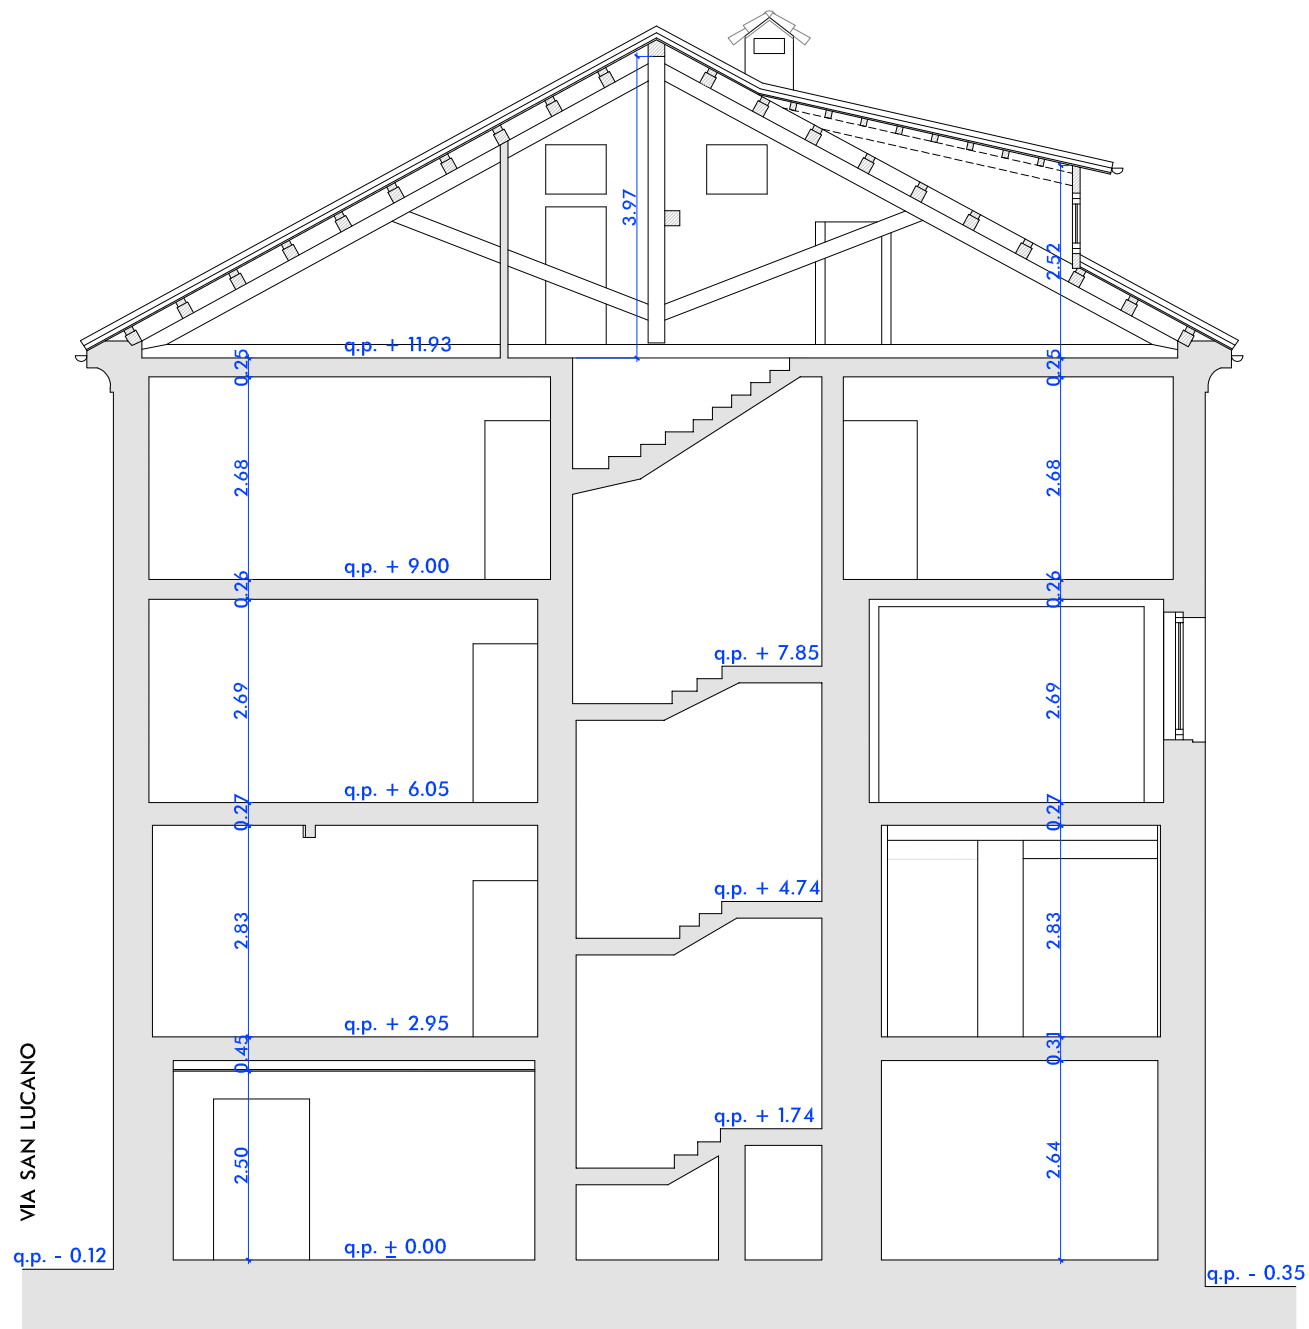 3.97
2.52
q.p. + 11.93
0.25
0.25
2.68
2.68
q.p. + 9.00
0.26
0.26
q.p. + 7.85
2.69
2.69
q.p. + 6.05
0.27
0.27
q.p. + 4.74
2.83
2.83
q.p. + 2.95
0.45
0.31
q.p. + 1.74
VIA SAN LUCANO
2.50
2.64
q.p. ± 0.00
q.p. - 0.12
q.p. - 0.35